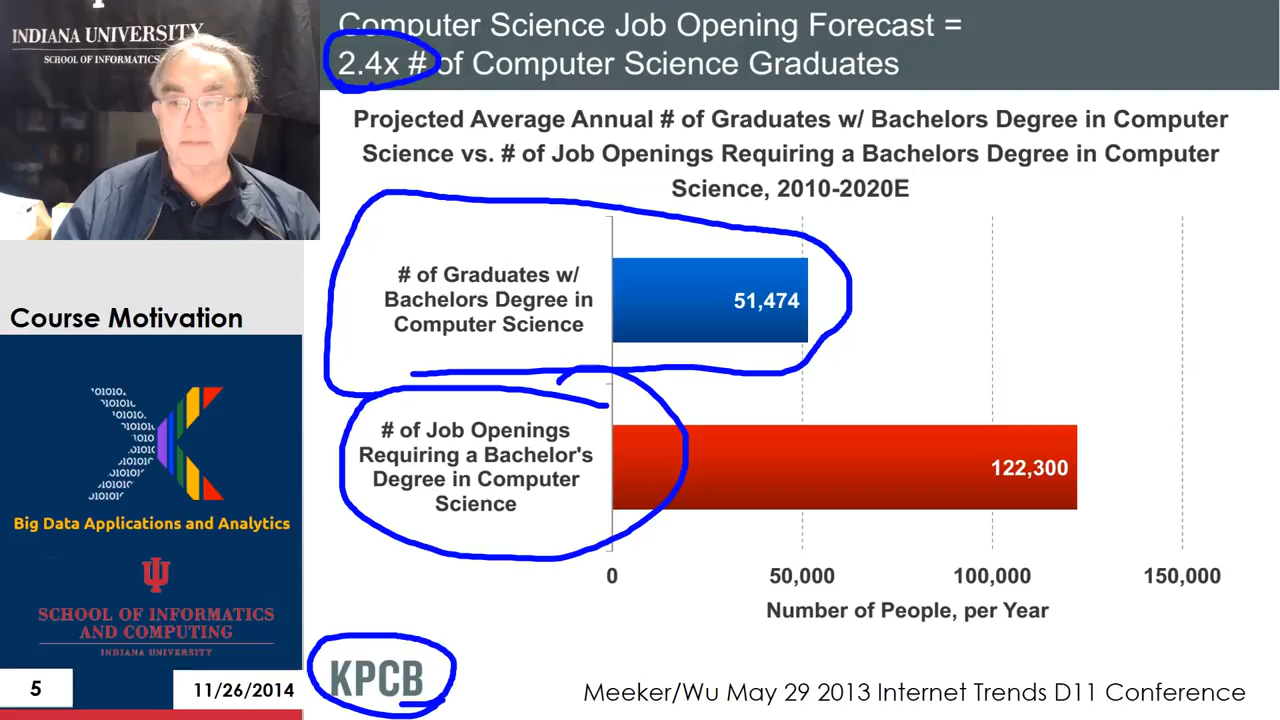 INDIANA UNIVERSITY
SCHOOL OF INFORMATICS
Computer Science Job Opening Forecast =
2.4x # of Computer Science Graduates
Projected Average Annual # of Graduates w/ Bachelors Degree in Computer
Science vs. # of Job Openings Requiring a Bachelors Degree in Computer
Science, 2010-2020E
# of Graduates w/
Bachelors Degree in
Computer Science
51,474
# of Job Openings
Requiring a Bachelor's
Degree in Computer
Science
122,300
0
50,000
100,000
150,000
Number of People, per Year
Course Motivation
Big Data Applications and Analytics
SCHOOL OF INFORMATICS
AND COMPUTING
INDIANA UNIVERSITY
5
11/26/2014
KPCB
Meeker/Wu May 29 2013 Internet Trends D11 Conference